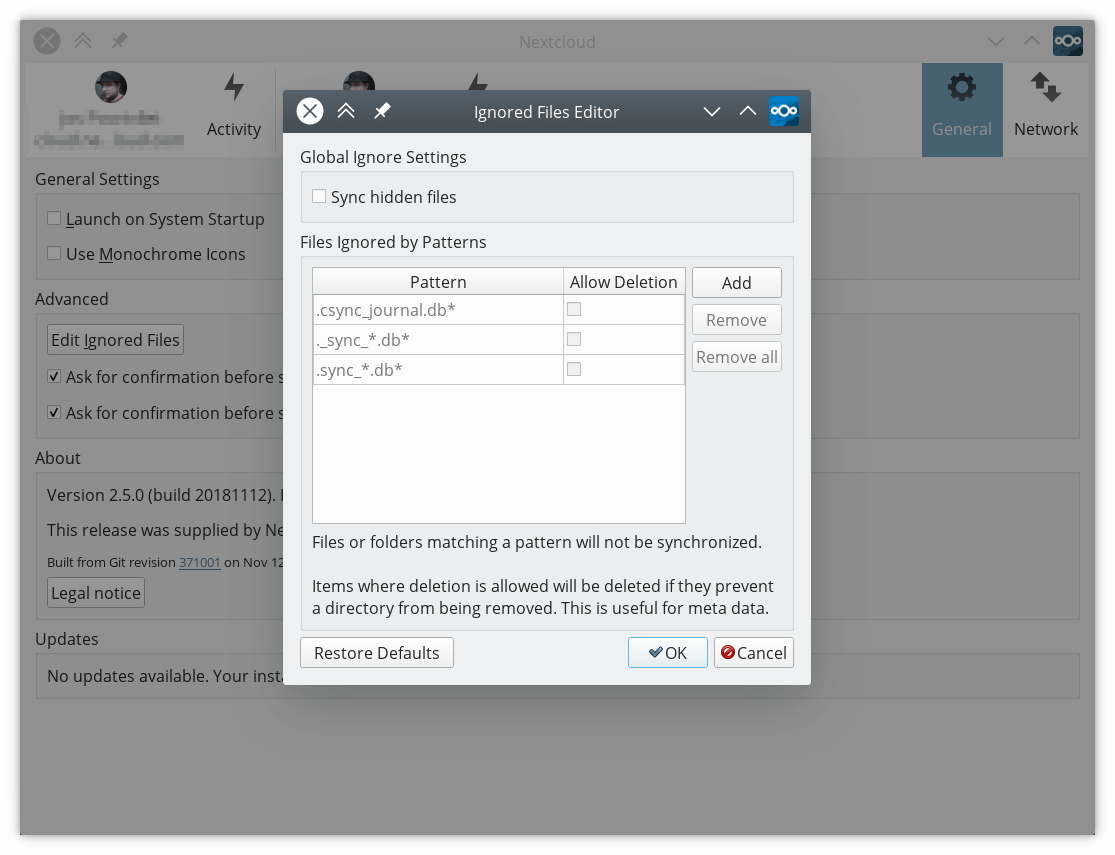 Nextcloud
Activity
General
Network
Ignored Files Editor
Global Ignore Settings
Sync hidden files
Files Ignored by Patterns
Pattern Allow Deletion
.csync_journal.db*
._sync_*.db*
.sync_*.db*
Add
Remove
Remove all
Files or folders matching a pattern will not be synchronized.
Items where deletion is allowed will be deleted if they prevent
a directory from being removed. This is useful for meta data.
Restore Defaults
OK
Cancel
General Settings
Launch on System Startup
Use Monochrome Icons
Advanced
Edit Ignored Files
Ask for confirmation before s
Ask for confirmation before s
About
Version 2.5.0 (build 20181112).
This release was supplied by Ne
Built from Git revision 371001 on Nov 12
Legal notice
Updates
No updates available. Your inst